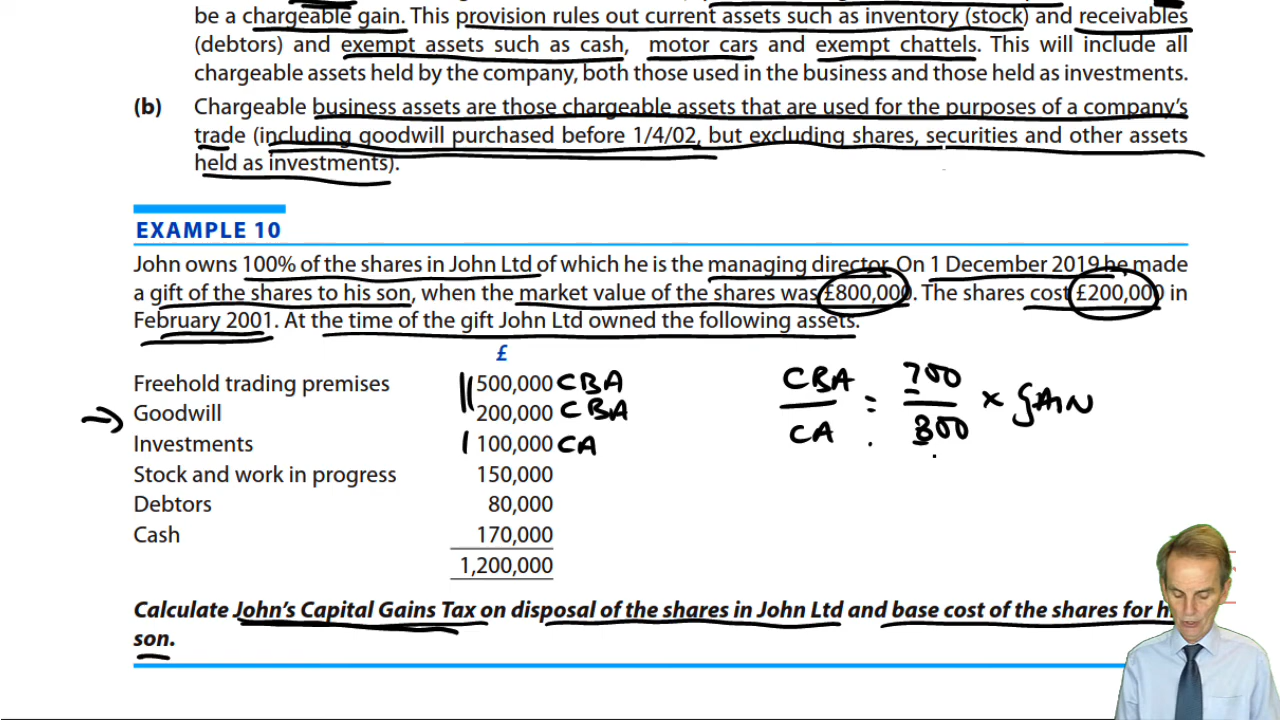 be a chargeable gain. This provision rules out current assets such as inventory (stock) and receivables
(debtors) and exempt assets such as cash, motor cars and exempt chattels. This will include all
chargeable assets held by the company, both those used in the business and those held as investments.
(b) Chargeable business assets are those chargeable assets that are used for the purposes of a company's
trade (including goodwill purchased before 1/4/02, but excluding shares, securities and other assets
held as investments).
EXAMPLE 10
John owns 100% of the shares in John Ltd of which he is the managing director. On 1 December 2019 he made
a gift of the shares to his son, when the market value of the shares was £800,000. The shares cost £200,000 in
February 2001. At the time of the gift John Ltd owned the following assets.
£
Freehold trading premises 500,000 CBA
Goodwill 200,000 CBA
Investments 100,000 CA
Stock and work in progress 150,000
Debtors 80,000
Cash 170,000
1,200,000
CBA / CA = 700 / 800 × GAIN
Calculate John's Capital Gains Tax on disposal of the shares in John Ltd and base cost of the shares for
son.